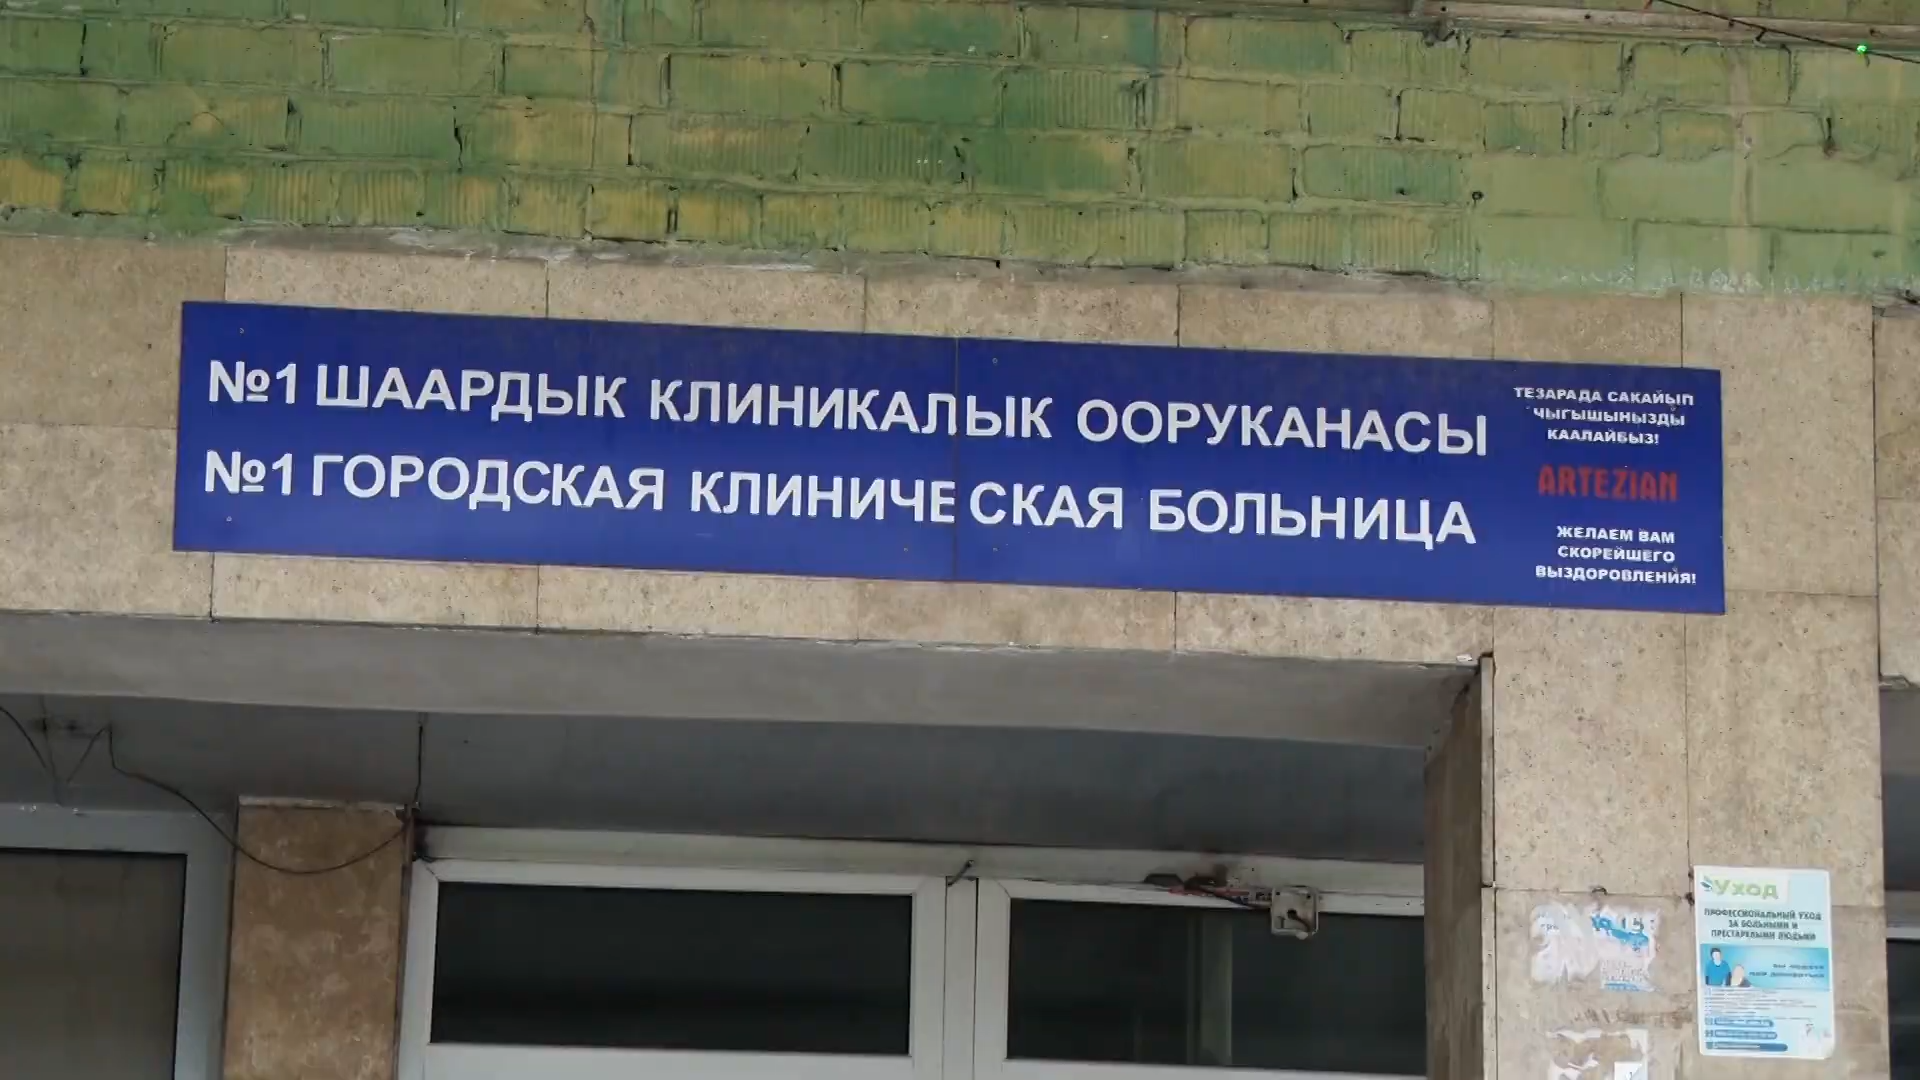 №1 ШААРДЫК КЛИНИКАЛЫК ООРУКАНАСЫ
№1 ГОРОДСКАЯ КЛИНИЧЕСКАЯ БОЛЬНИЦА
ТЕЗАРАДА САКАЙЫП
ЧЫГЫШЫНЫЗДЫ
КААЛАЙБЫЗ!
ARTEZIAN
ЖЕЛАЕМ ВАМ
СКОРЕЙШЕГО
ВЫЗДОРОВЛЕНИЯ!
УХОД
ПРОФЕССИОНАЛЬНЫЙ УХОД
ЗА БОЛЬНЫМИ И
ПРЕСТАРЕЛЫМИ ЛЮДЬМИ